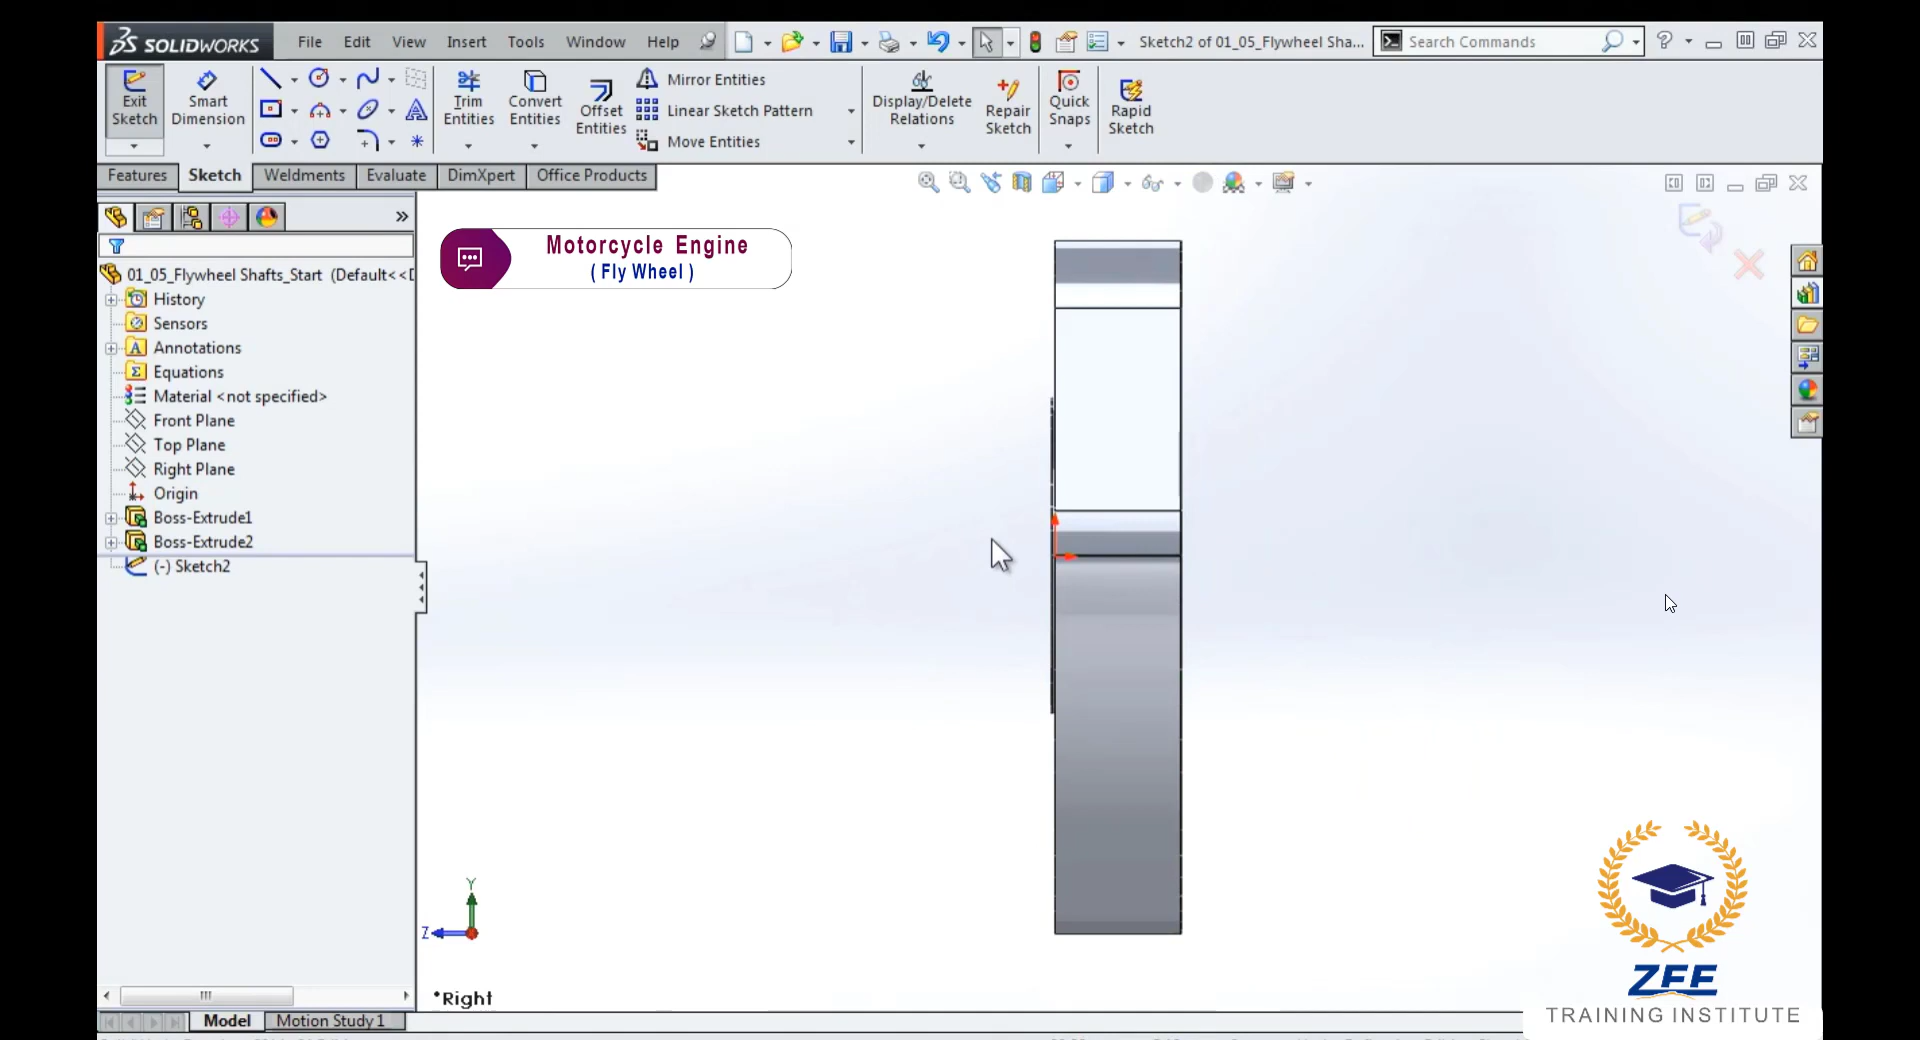 SOLIDWORKS File Edit View Insert Tools Window Help Sketch2 of 01_05_Flywheel Sha... Search Commands
Exit Sketch
Smart Dimension
Trim Entities
Convert Entities
Offset Entities
Mirror Entities
Linear Sketch Pattern
Move Entities
Display/Delete Relations
Repair Sketch
Quick Snaps
Rapid Sketch
Features Sketch Weldments Evaluate DimXpert Office Products
Motorcycle Engine
( Fly Wheel )
01_05_Flywheel Shafts_Start (Default<<D
History
Sensors
Annotations
Equations
Material <not specified>
Front Plane
Top Plane
Right Plane
Origin
Boss-Extrude1
Boss-Extrude2
(-) Sketch2
Y
Z
*Right
Model Motion Study 1
ZEE
TRAINING INSTITUTE